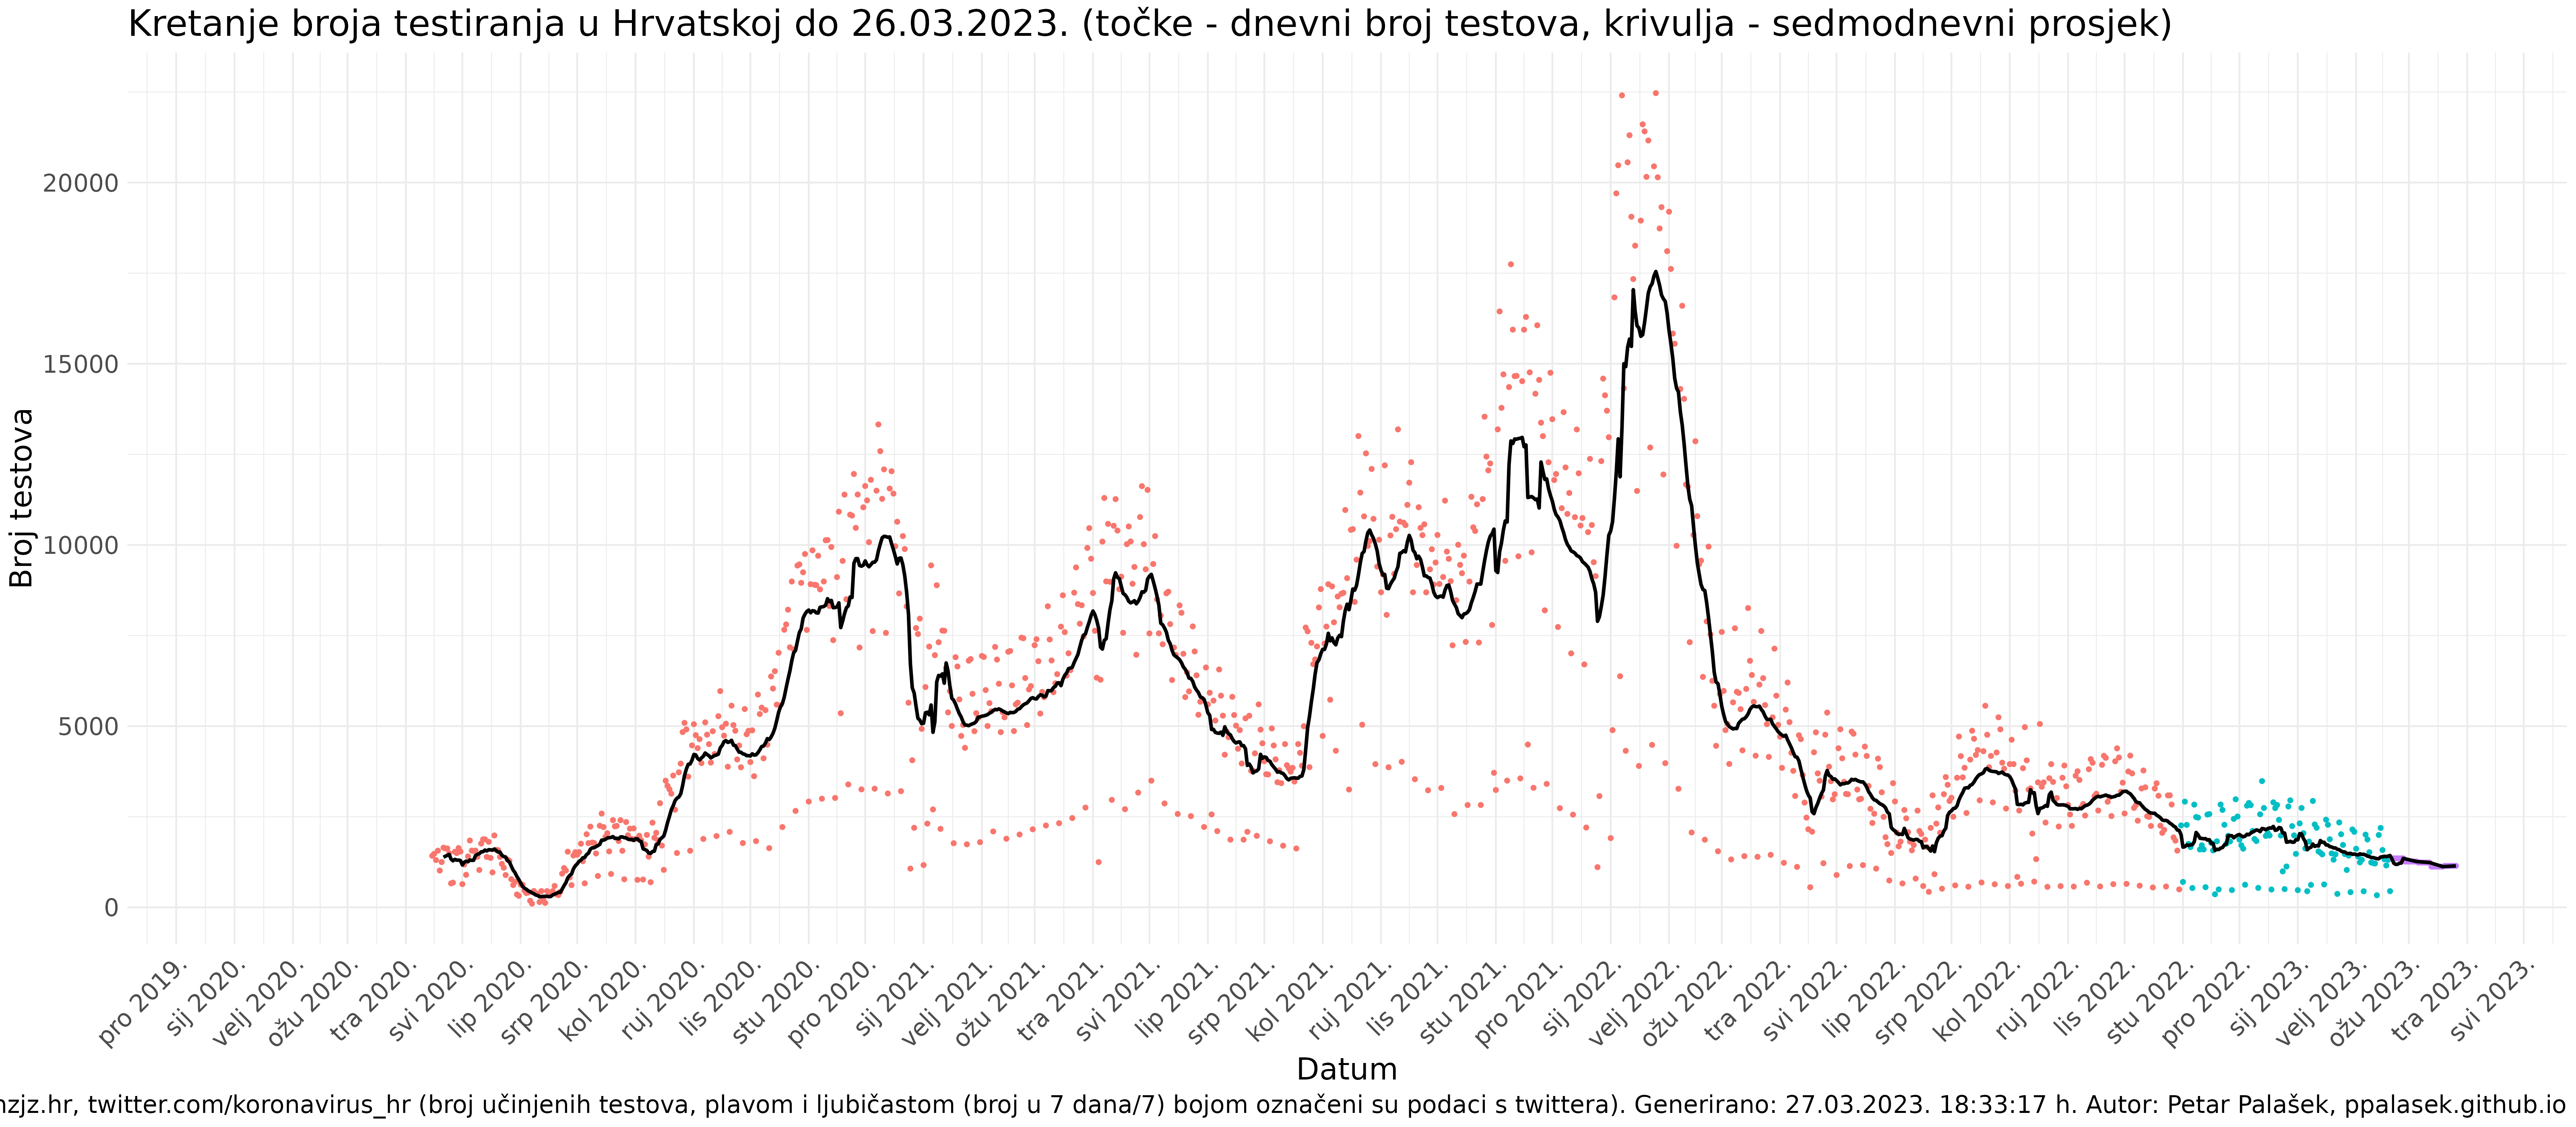 Kretanje broja testiranja u Hrvatskoj do 26.03.2023. (točke - dnevni broj testova, krivulja - sedmodnevni prosjek)
Broj testova
20000
15000
10000
5000
0
pro 2019.
sij 2020.
velj 2020.
ožu 2020.
tra 2020.
svi 2020.
lip 2020.
srp 2020.
kol 2020.
ruj 2020.
lis 2020.
stu 2020.
pro 2020.
sij 2021.
velj 2021.
ožu 2021.
tra 2021.
svi 2021.
lip 2021.
srp 2021.
kol 2021.
ruj 2021.
lis 2021.
stu 2021.
pro 2021.
sij 2022.
velj 2022.
ožu 2022.
tra 2022.
svi 2022.
lip 2022.
srp 2022.
kol 2022.
ruj 2022.
lis 2022.
stu 2022.
pro 2022.
sij 2023.
velj 2023.
ožu 2023.
tra 2023.
svi 2023.
Datum
nzjz.hr, twitter.com/koronavirus_hr (broj učinjenih testova, plavom i ljubičastom (broj u 7 dana/7) bojom označeni su podaci s twittera). Generirano: 27.03.2023. 18:33:17 h. Autor: Petar Palašek, ppalasek.github.io